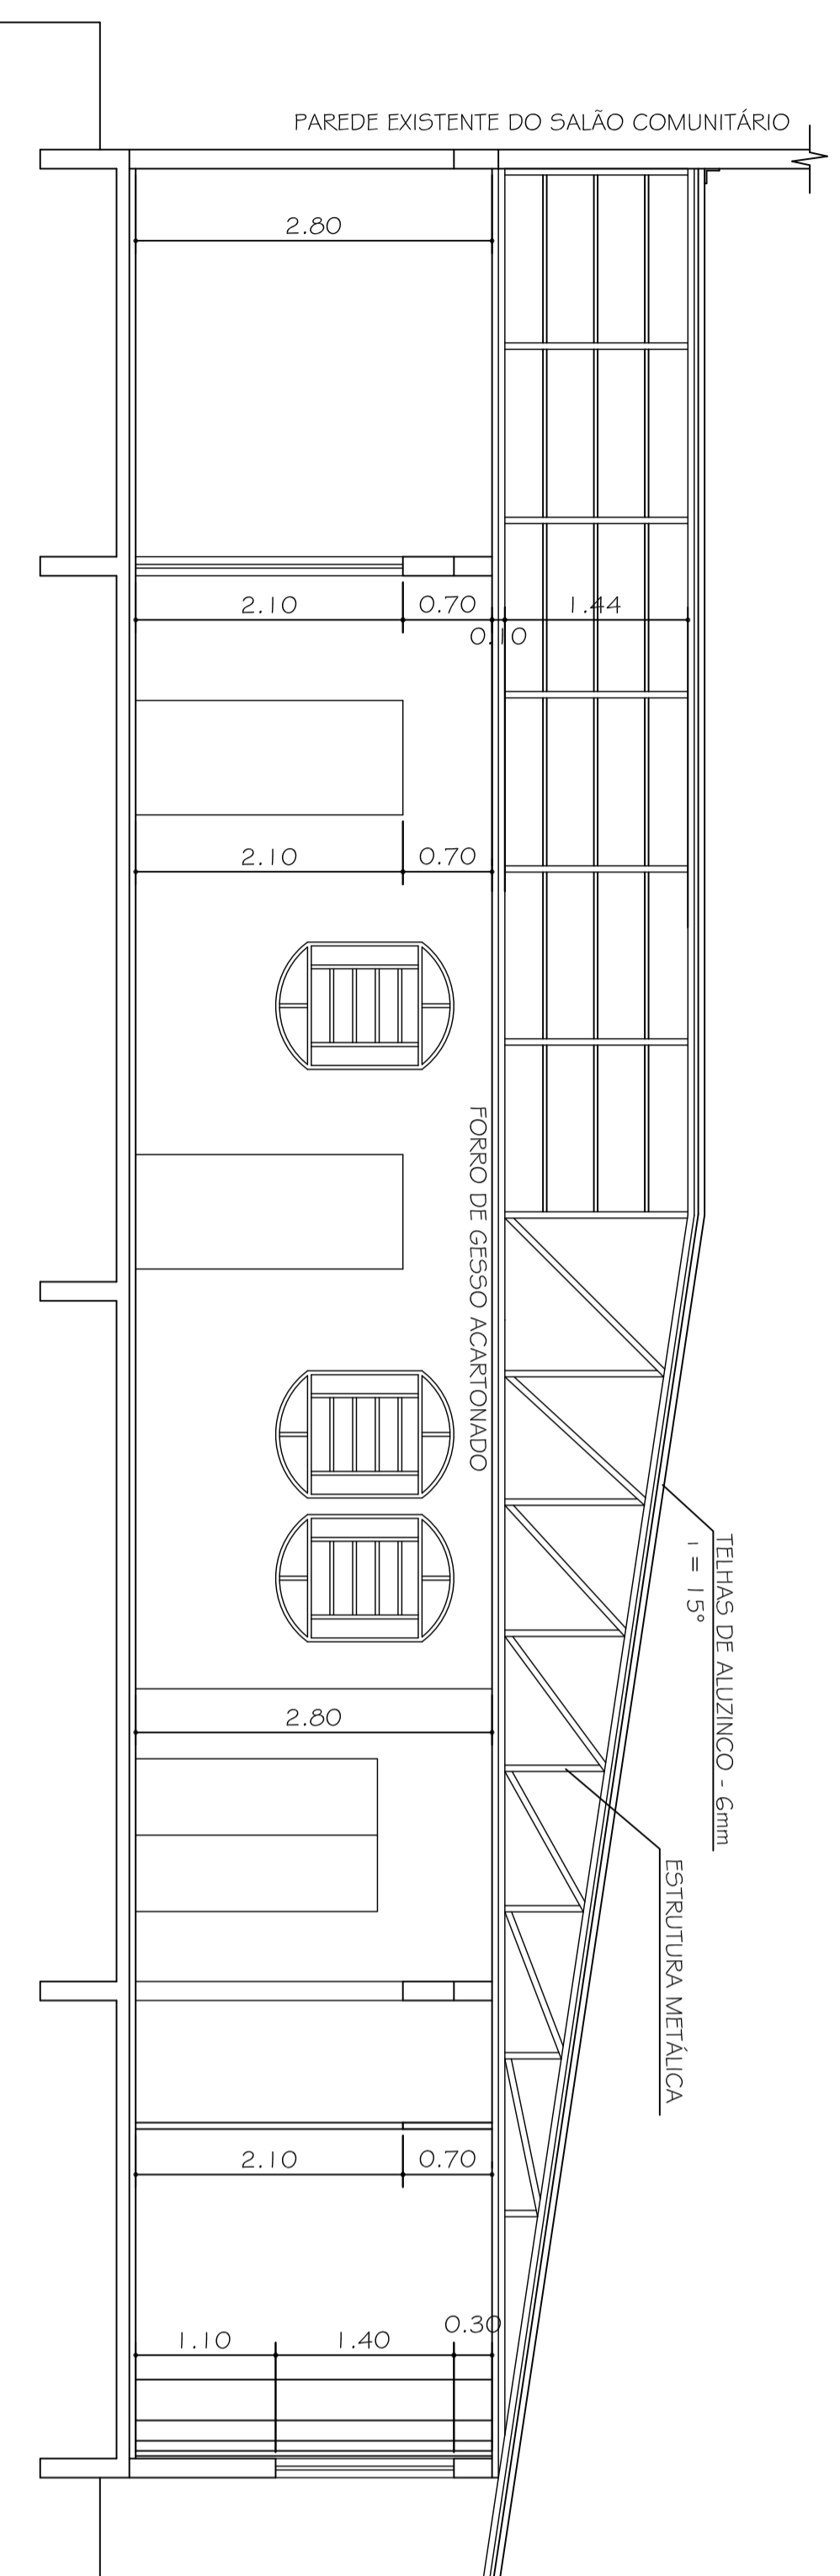 PAREDE EXISTENTE DO SALÃO COMUNITÁRIO
2.80
2.10
0.70
0.10
1.44
2.10
0.70
FORRO DE GESSO ACARTONADO
TELHAS DE ALUZINCO - 6mm
i = 15°
2.80
ESTRUTURA METÁLICA
2.10
0.70
1.10
1.40
0.30